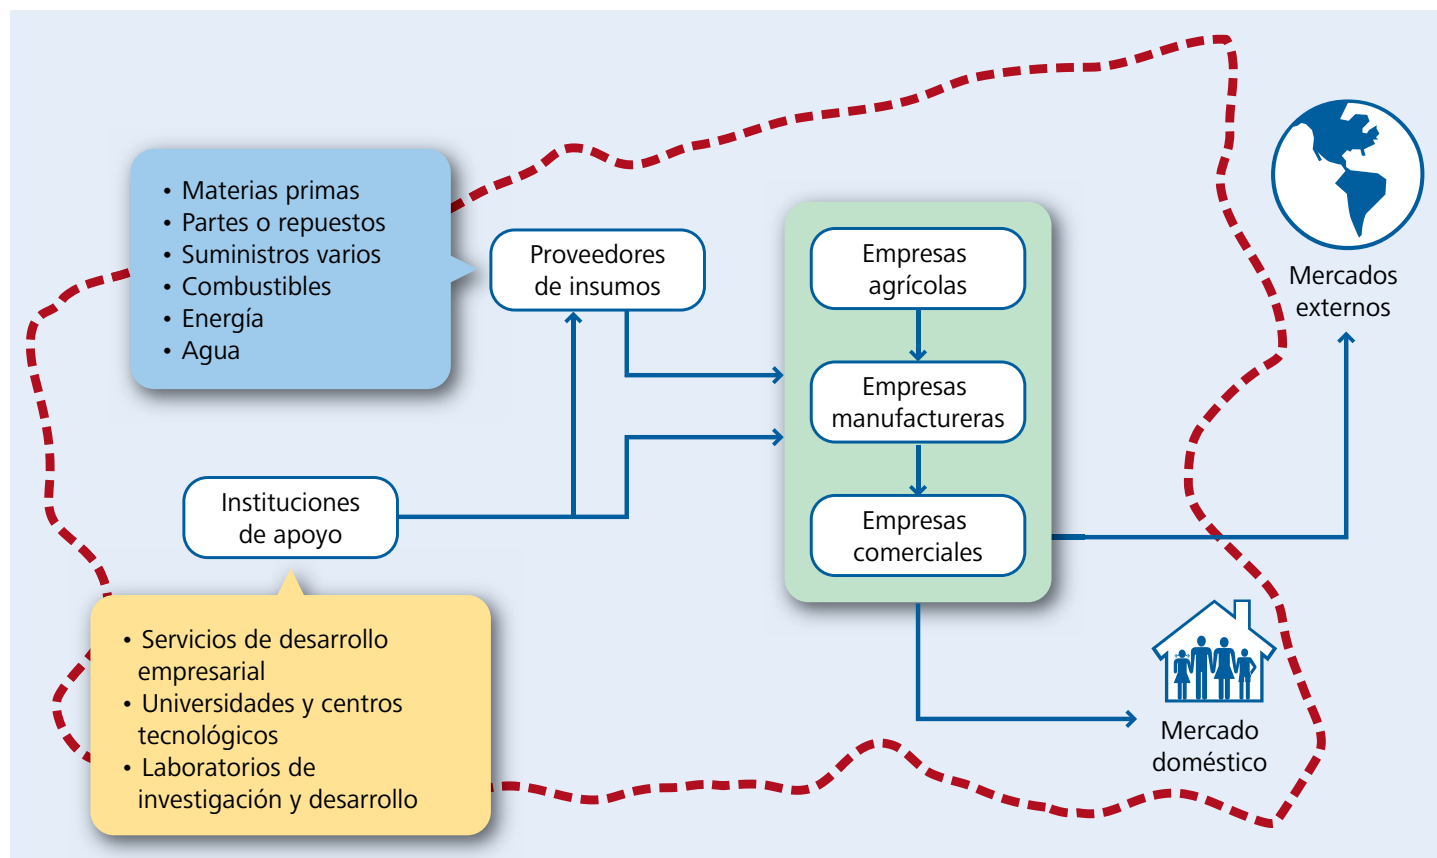 • Materias primas
• Partes o repuestos
• Suministros varios
• Combustibles
• Energía
• Agua
Proveedores
de insumos
Empresas
agrícolas
Empresas
manufactureras
Empresas
comerciales
Mercados
externos
Instituciones
de apoyo
• Servicios de desarrollo
empresarial
• Universidades y centros
tecnológicos
• Laboratorios de
investigación y desarrollo
Mercado
doméstico